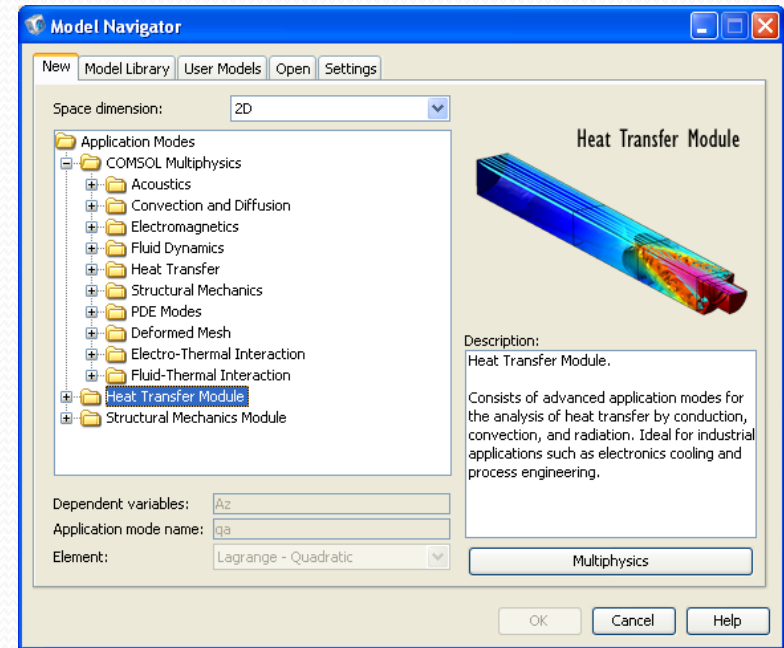 Model Navigator
New Model Library User Models Open Settings
Space dimension: 2D
Application Modes
COMSOL Multiphysics
Acoustics
Convection and Diffusion
Electromagnetics
Fluid Dynamics
Heat Transfer
Structural Mechanics
PDE Modes
Deformed Mesh
Electro-Thermal Interaction
Fluid-Thermal Interaction
Heat Transfer Module
Structural Mechanics Module
Dependent variables: Az
Application mode name: qa
Element: Lagrange - Quadratic
Heat Transfer Module
Description:
Heat Transfer Module.
Consists of advanced application modes for
the analysis of heat transfer by conduction,
convection, and radiation. Ideal for industrial
applications such as electronics cooling and
process engineering.
Multiphysics
OK Cancel Help